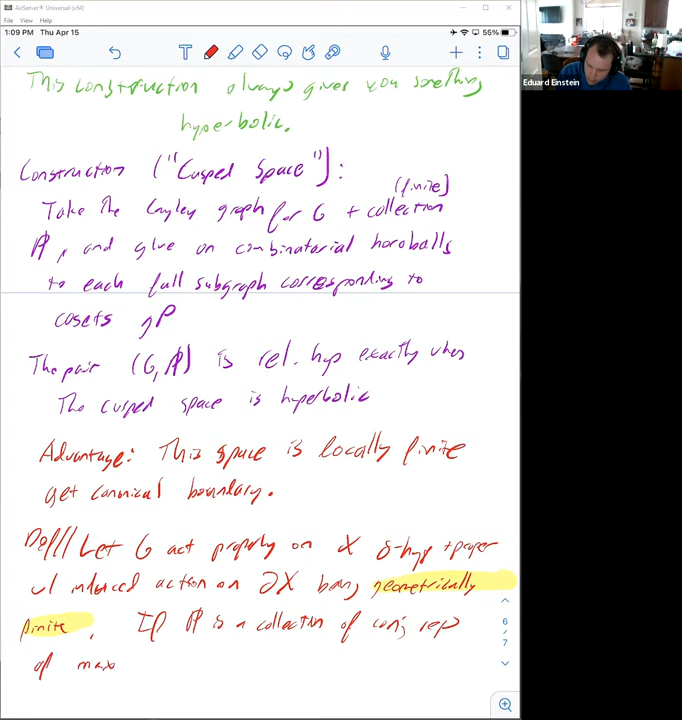 AirServer® Universal (x64)
File View Help
1:09 PM Thu Apr 15
55%
Eduard Einstein
This construction always gives you something
hyperbolic.
Construction ("Cusped Space"):
(finite)
Take the Cayley graph for G + collection
P, and glue on combinatorial horoballs
to each full subgraph corresponding to
cosets gP
The pair (G, P) is rel. hyp exactly when
The cusped space is hyperbolic
Advantage: This space is locally finite
get canonical boundary.
Def// Let G act properly on X δ-hyp + proper
w/ induced action on ∂X being geometrically
finite. If P is a collection of conj reps
of max
6
7